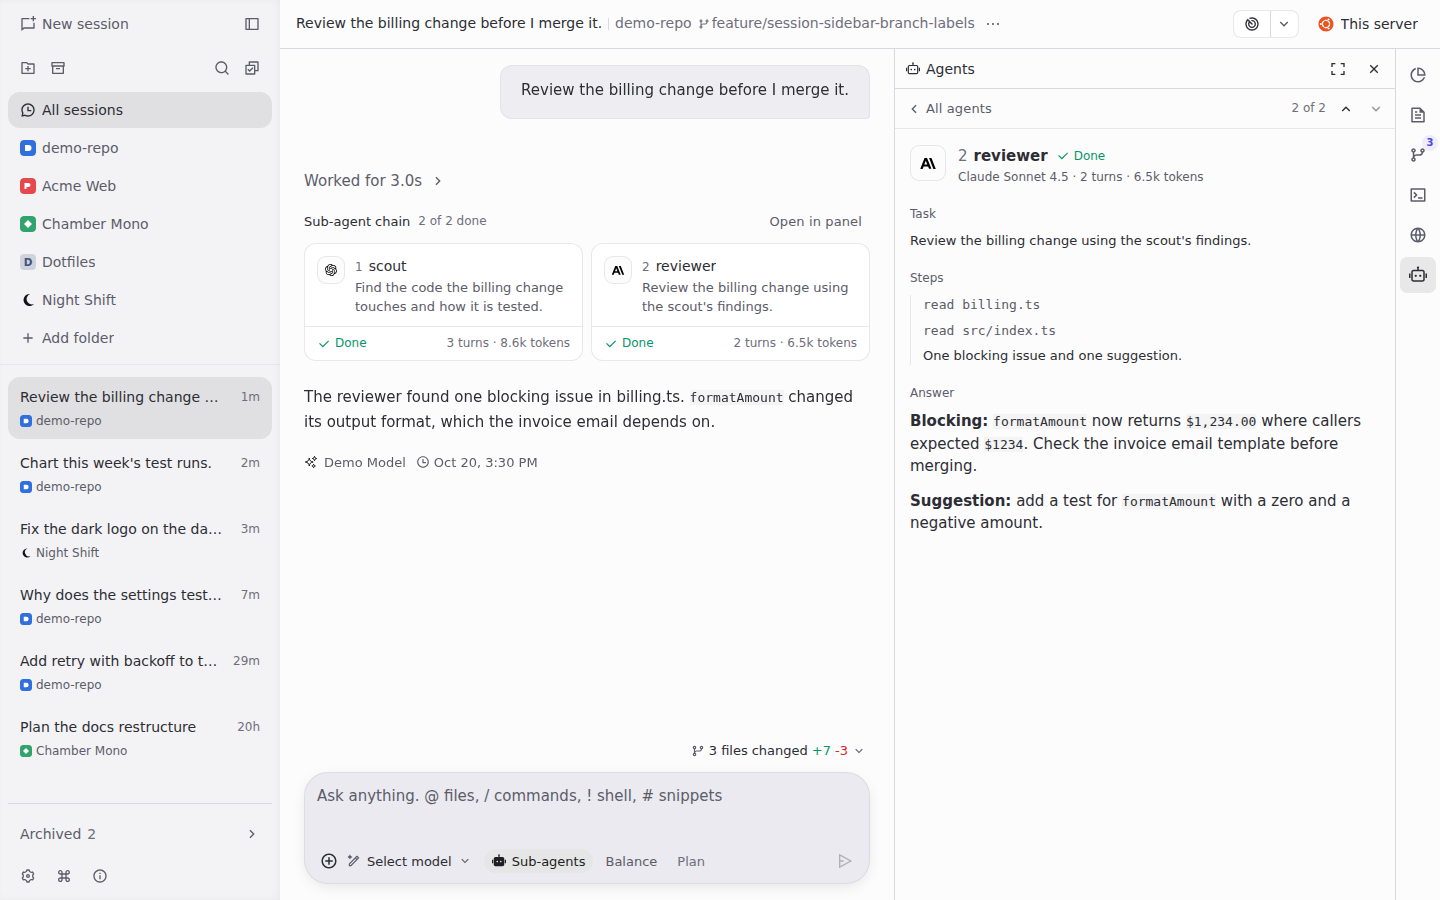 New session
All sessions
demo-repo
Acme Web
Chamber Mono
D Dotfiles
Night Shift
Add folder
Review the billing change ... 1m
demo-repo
Chart this week's test runs. 2m
demo-repo
Fix the dark logo on the da... 3m
Night Shift
Why does the settings test... 7m
demo-repo
Add retry with backoff to t... 29m
demo-repo
Plan the docs restructure 20h
Chamber Mono
Archived 2
Review the billing change before I merge it. demo-repo feature/session-sidebar-branch-labels ...
This server
Review the billing change before I merge it.
Worked for 3.0s
Sub-agent chain 2 of 2 done Open in panel
1 scout
Find the code the billing change
touches and how it is tested.
Done 3 turns · 8.6k tokens
2 reviewer
Review the billing change using
the scout's findings.
Done 2 turns · 6.5k tokens
The reviewer found one blocking issue in billing.ts. formatAmount changed
its output format, which the invoice email depends on.
Demo Model Oct 20, 3:30 PM
3 files changed +7 -3
Ask anything. @ files, / commands, ! shell, # snippets
Select model Sub-agents Balance Plan
Agents
All agents 2 of 2
2 reviewer Done
Claude Sonnet 4.5 · 2 turns · 6.5k tokens
Task
Review the billing change using the scout's findings.
Steps
read billing.ts
read src/index.ts
One blocking issue and one suggestion.
Answer
Blocking: formatAmount now returns $1,234.00 where callers
expected $1234. Check the invoice email template before
merging.
Suggestion: add a test for formatAmount with a zero and a
negative amount.
3